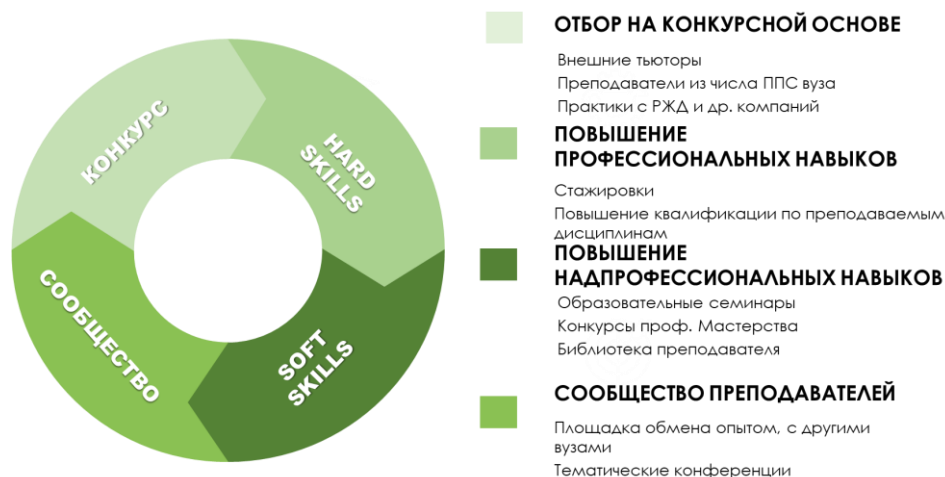 КОНКУРС
HARD
SKILLS
SOFT
SKILLS
СООБЩЕСТВО
ОТБОР НА КОНКУРСНОЙ ОСНОВЕ
Внешние тьюторы
Преподаватели из числа ППС вуза
Практики с РЖД и др. компаний
ПОВЫШЕНИЕ
ПРОФЕССИОНАЛЬНЫХ НАВЫКОВ
Стажировки
Повышение квалификации по преподаваемым
дисциплинам
ПОВЫШЕНИЕ
НАДПРОФЕССИОНАЛЬНЫХ НАВЫКОВ
Образовательные семинары
Конкурсы проф. Мастерства
Библиотека преподавателя
СООБЩЕСТВО ПРЕПОДАВАТЕЛЕЙ
Площадка обмена опытом, с другими
вузами
Тематические конференции